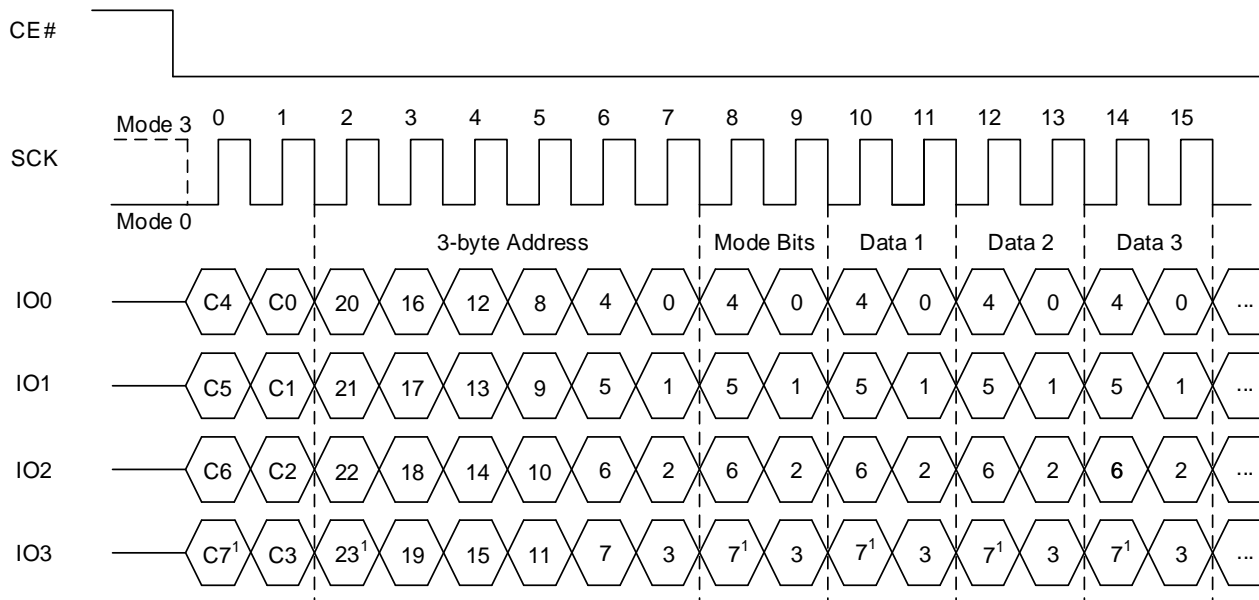 CE#
Mode 3 0 1 2 3 4 5 6 7 8 9 10 11 12 13 14 15
SCK
Mode 0
3-byte Address Mode Bits Data 1 Data 2 Data 3
IO0 C4 C0 20 16 12 8 4 0 4 0 4 0 4 0 4 0 ...
IO1 C5 C1 21 17 13 9 5 1 5 1 5 1 5 1 5 1 ...
IO2 C6 C2 22 18 14 10 6 2 6 2 6 2 6 2 6 2 ...
IO3 C7¹ C3 23¹ 19 15 11 7 3 7¹ 3 7¹ 3 7¹ 3 7¹ 3 ...